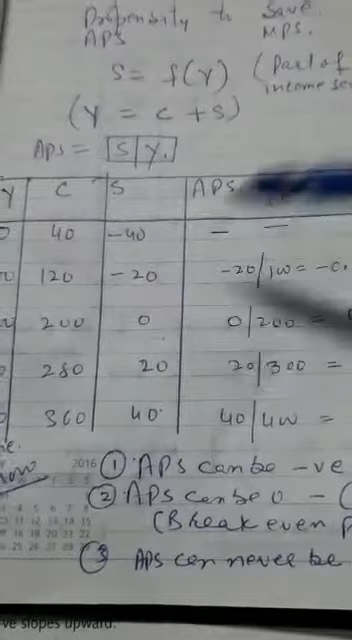 Propensity to save
APS MPS.
S = f(Y) (Part of
income
(Y = C + S)
APS = S/Y.
Y C S APS
0 40 -40 — —
120 -20 -20/100 = -0.
200 0 0/200 =
280 20 20/300 =
360 40 40/400 =
2016 ① APS can be -ve
② APS can be 0 - (
(Break even P
③ APS can never be
ve slopes upward.